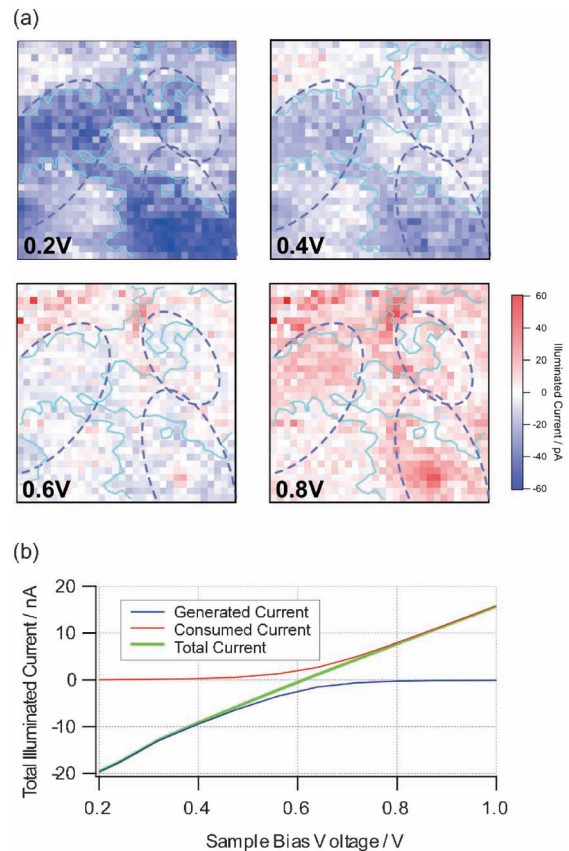 (a)
0.2V
0.4V
0.6V
0.8V
60
40
20
0
-20
-40
-60
Illuminated Current / pA
(b)
Total Illuminated Current / nA
20
10
0
-10
-20
Generated Current
Consumed Current
Total Current
0.2
0.4
0.6
0.8
1.0
Sample Bias Voltage / V